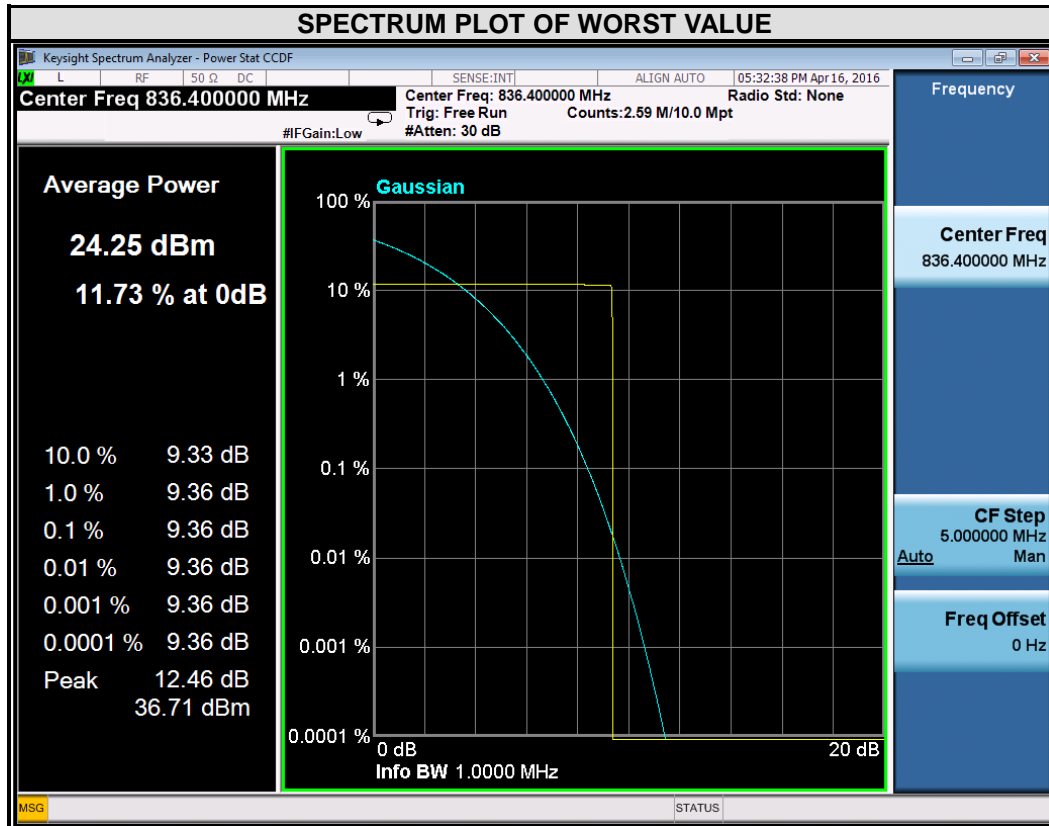 SPECTRUM PLOT OF WORST VALUE
Keysight Spectrum Analyzer - Power Stat CCDF
LXI L RF 50 Ω DC SENSE:INT ALIGN AUTO 05:32:38 PM Apr 16, 2016
Center Freq 836.400000 MHz
#IFGain:Low
Center Freq: 836.400000 MHz
Trig: Free Run
#Atten: 30 dB
Counts:2.59 M/10.0 Mpt
Radio Std: None
Average Power
24.25 dBm
11.73 % at 0dB
10.0 % 9.33 dB
1.0 % 9.36 dB
0.1 % 9.36 dB
0.01 % 9.36 dB
0.001 % 9.36 dB
0.0001 % 9.36 dB
Peak 12.46 dB
36.71 dBm
Gaussian
100 %
10 %
1 %
0.1 %
0.01 %
0.001 %
0.0001 %
0 dB 20 dB
Info BW 1.0000 MHz
Frequency
Center Freq
836.400000 MHz
CF Step
5.000000 MHz
Auto Man
Freq Offset
0 Hz
MSG STATUS